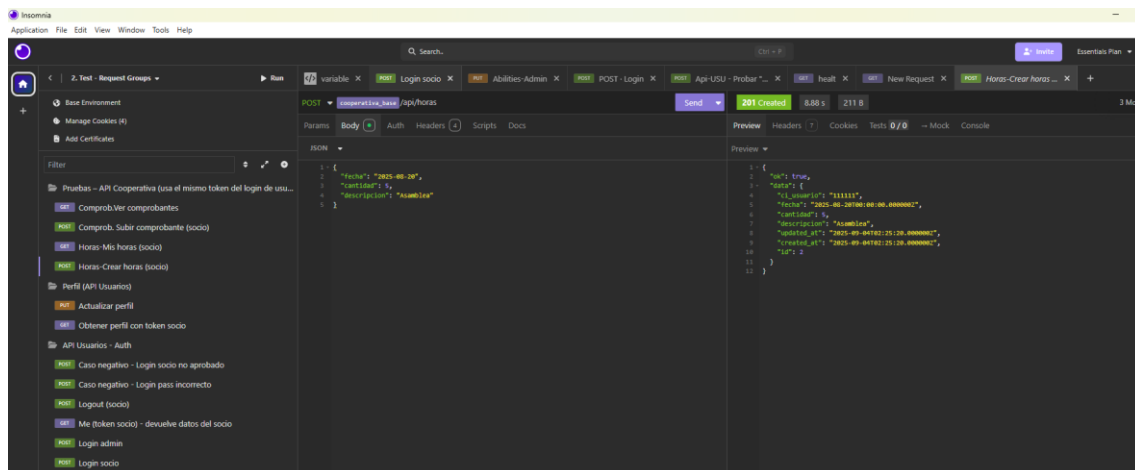 Insomnia
Application File Edit View Window Tools Help
Search.. Ctrl + P Invite Essentials Plan
2. Test - Request Groups Run
variable POST Login socio PUT Abilities-Admin POST POST - Login POST Api-USU - Probar "... GET healt GET New Request POST Horas-Crear horas ... +
Base Environment
Manage Cookies (4)
Add Certificates
Filter
Pruebas – API Cooperativa (usa el mismo token del login de usu...
GET Comprob.Ver comprobantes
POST Comprob. Subir comprobante (socio)
GET Horas-Mis horas (socio)
POST Horas-Crear horas (socio)
Perfil (API Usuarios)
PUT Actualizar perfil
GET Obtener perfil con token socio
API Usuarios - Auth
POST Caso negativo - Login socio no aprobado
POST Caso negativo - Login pass incorrecto
POST Logout (socio)
GET Me (token socio) - devuelve datos del socio
POST Login admin
POST Login socio
POST cooperativa_base /api/horas Send
Params Body Auth Headers 4 Scripts Docs
JSON
1 {
2 "fecha": "2025-08-20",
3 "cantidad": 5,
4 "descripcion": "Asamblea"
5 }
201 Created 8.88 s 211 B 3 Mo
Preview Headers 7 Cookies Tests 0 / 0 → Mock Console
Preview
1 {
2 "ok": true,
3 "data": {
4 "ci_usuario": "111111",
5 "fecha": "2025-08-20T00:00:00.000000Z",
6 "cantidad": 5,
7 "descripcion": "Asamblea",
8 "updated_at": "2025-09-04T02:25:20.000000Z",
9 "created_at": "2025-09-04T02:25:20.000000Z",
10 "id": 2
11 }
12 }